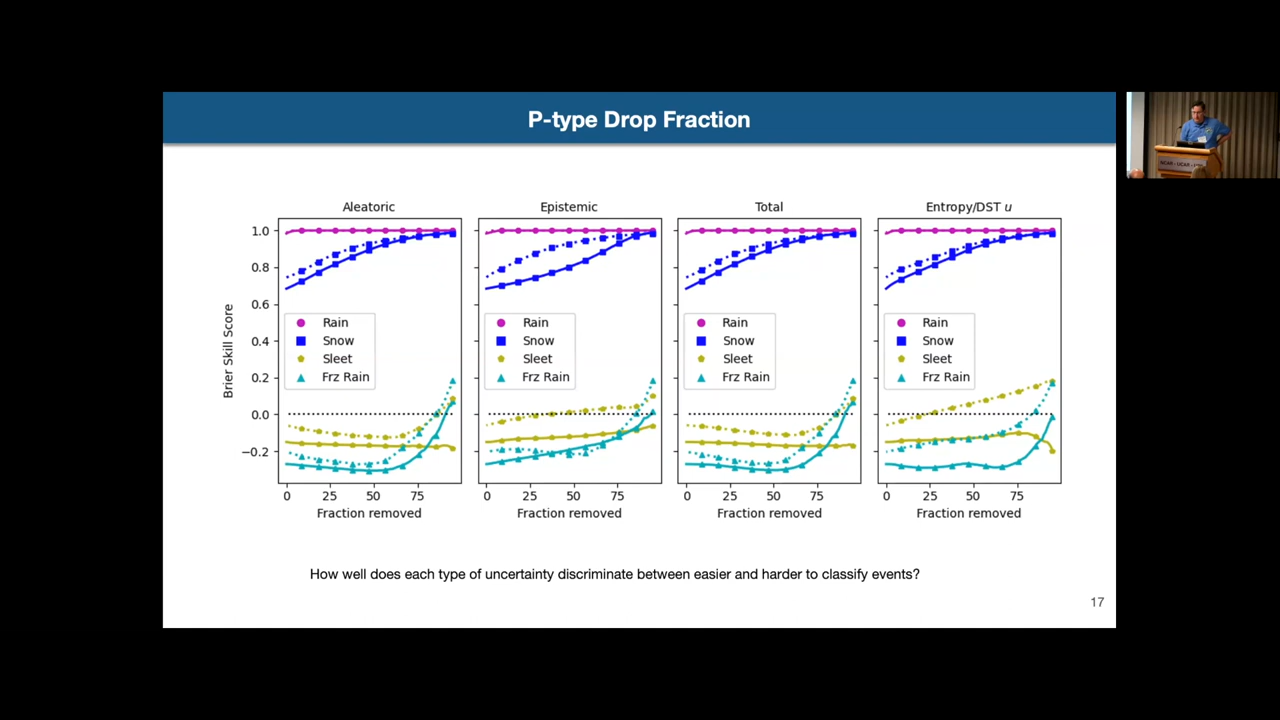 P-type Drop Fraction
Aleatoric
Epistemic
Total
Entropy/DST u
Brier Skill Score
1.0
0.8
0.6
0.4
0.2
0.0
−0.2
Rain
Snow
Sleet
Frz Rain
Rain
Snow
Sleet
Frz Rain
Rain
Snow
Sleet
Frz Rain
Rain
Snow
Sleet
Frz Rain
0 25 50 75
0 25 50 75
0 25 50 75
0 25 50 75
Fraction removed
Fraction removed
Fraction removed
Fraction removed
How well does each type of uncertainty discriminate between easier and harder to classify events?
17